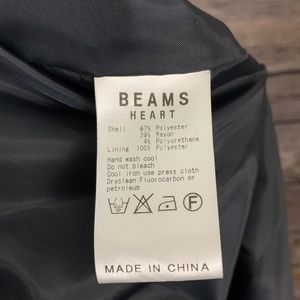 BEAMS
HEART
Shell 67% Polyester
29% Rayon
4% Polyurethane
Lining 100% Polyester
Hand wash cool
Do not bleach
Cool iron use press cloth
Dryclean Fluorocarbon or
petroleum
F
MADE IN CHINA